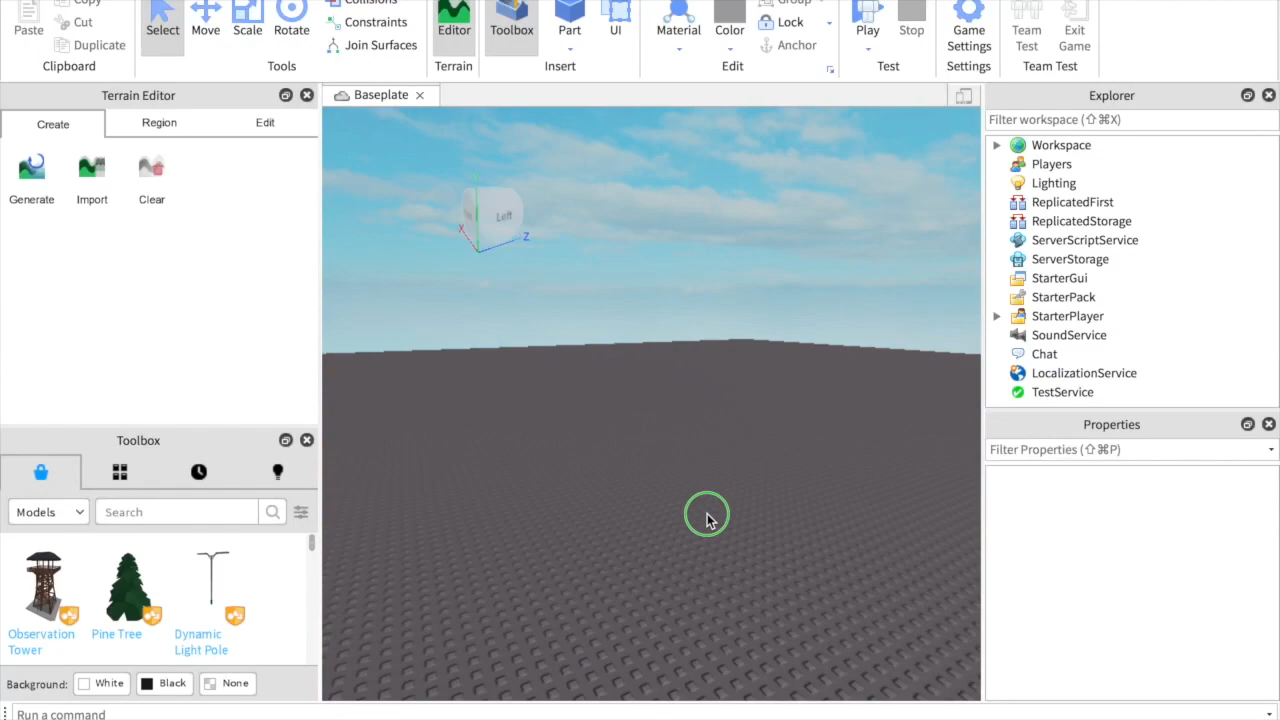 Copy
Collisions
Group
Paste
Cut
Select
Move
Scale
Rotate
Constraints
Editor
Toolbox
Part
UI
Material
Color
Lock
Play
Stop
Game
Settings
Team
Test
Exit
Game
Duplicate
Join Surfaces
Anchor
Clipboard
Tools
Terrain
Insert
Edit
Test
Settings
Team Test
Terrain Editor
Create
Region
Edit
Generate
Import
Clear
Baseplate
Left
X
Z
Explorer
Filter workspace (⇧⌘X)
Workspace
Players
Lighting
ReplicatedFirst
ReplicatedStorage
ServerScriptService
ServerStorage
StarterGui
StarterPack
StarterPlayer
SoundService
Chat
LocalizationService
TestService
Properties
Filter Properties (⇧⌘P)
Toolbox
Models
Search
Observation
Tower
Pine Tree
Dynamic
Light Pole
Background:
White
Black
None
Run a command